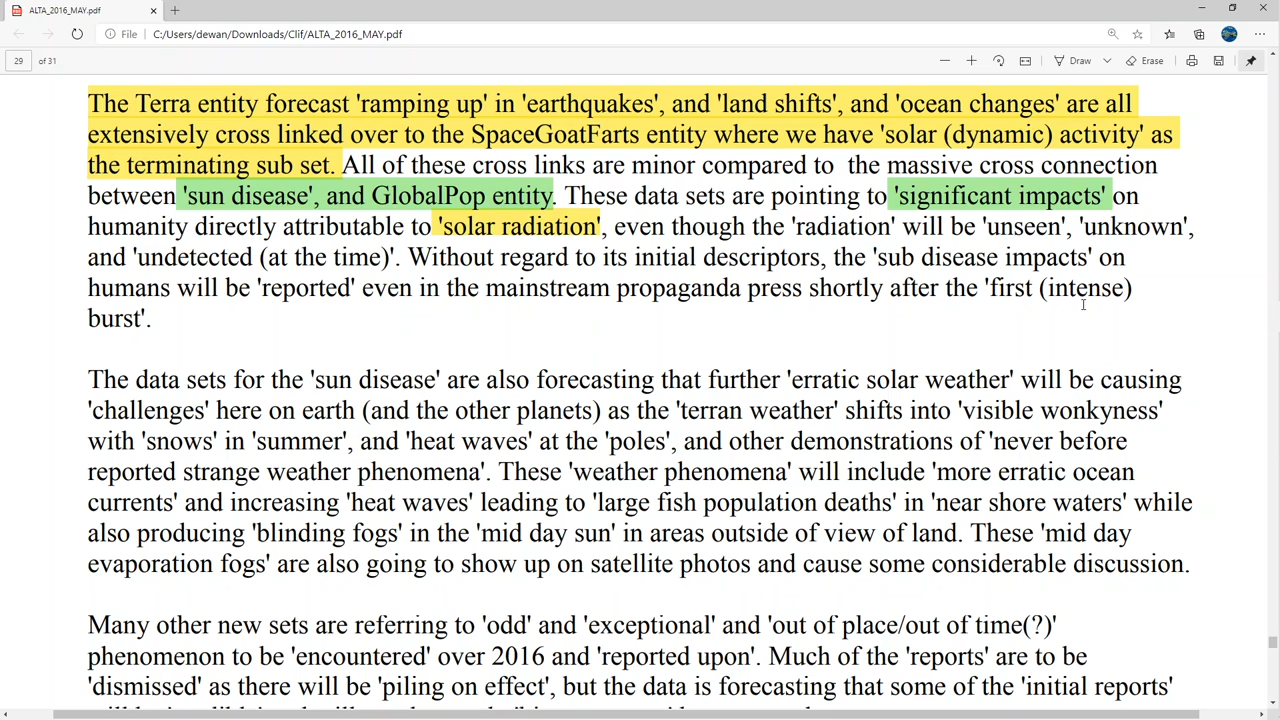 ALTA_2016_MAY.pdf
File
C:/Users/dewan/Downloads/Clif/ALTA_2016_MAY.pdf
29 of 31
Draw
Erase
The Terra entity forecast 'ramping up' in 'earthquakes', and 'land shifts', and 'ocean changes' are all
extensively cross linked over to the SpaceGoatFarts entity where we have 'solar (dynamic) activity' as
the terminating sub set. All of these cross links are minor compared to the massive cross connection
between 'sun disease', and GlobalPop entity. These data sets are pointing to 'significant impacts' on
humanity directly attributable to 'solar radiation', even though the 'radiation' will be 'unseen', 'unknown',
and 'undetected (at the time)'. Without regard to its initial descriptors, the 'sub disease impacts' on
humans will be 'reported' even in the mainstream propaganda press shortly after the 'first (intense)
burst'.
The data sets for the 'sun disease' are also forecasting that further 'erratic solar weather' will be causing
'challenges' here on earth (and the other planets) as the 'terran weather' shifts into 'visible wonkyness'
with 'snows' in 'summer', and 'heat waves' at the 'poles', and other demonstrations of 'never before
reported strange weather phenomena'. These 'weather phenomena' will include 'more erratic ocean
currents' and increasing 'heat waves' leading to 'large fish population deaths' in 'near shore waters' while
also producing 'blinding fogs' in the 'mid day sun' in areas outside of view of land. These 'mid day
evaporation fogs' are also going to show up on satellite photos and cause some considerable discussion.
Many other new sets are referring to 'odd' and 'exceptional' and 'out of place/out of time(?)'
phenomenon to be 'encountered' over 2016 and 'reported upon'. Much of the 'reports' are to be
'dismissed' as there will be 'piling on effect', but the data is forecasting that some of the 'initial reports'